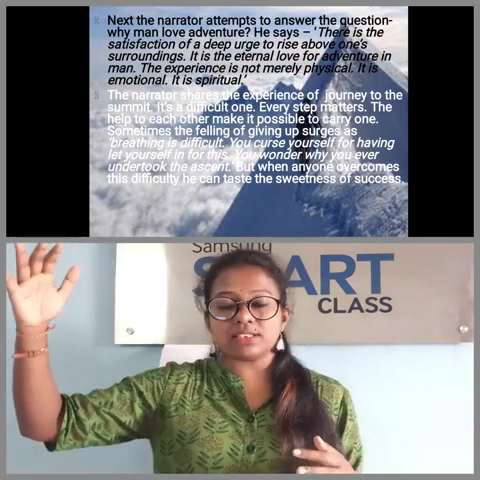 Next the narrator attempts to answer the question-
why man love adventure? He says – ‘There is the
satisfaction of a deep urge to rise above one's
surroundings. It is the eternal love for adventure in
man. The experience is not merely physical. It is
emotional. It is spiritual.’
The narrator shares the experience of journey to the
summit. It's a difficult one. Every step matters. The
help to each other make it possible to carry one.
Sometimes the felling of giving up surges as
‘breathing is difficult. You curse yourself for having
let yourself in for this. You wonder why you ever
undertook the ascent.’ But when anyone overcomes
this difficulty he can taste the sweetness of success.
Samsung
SMART
CLASS